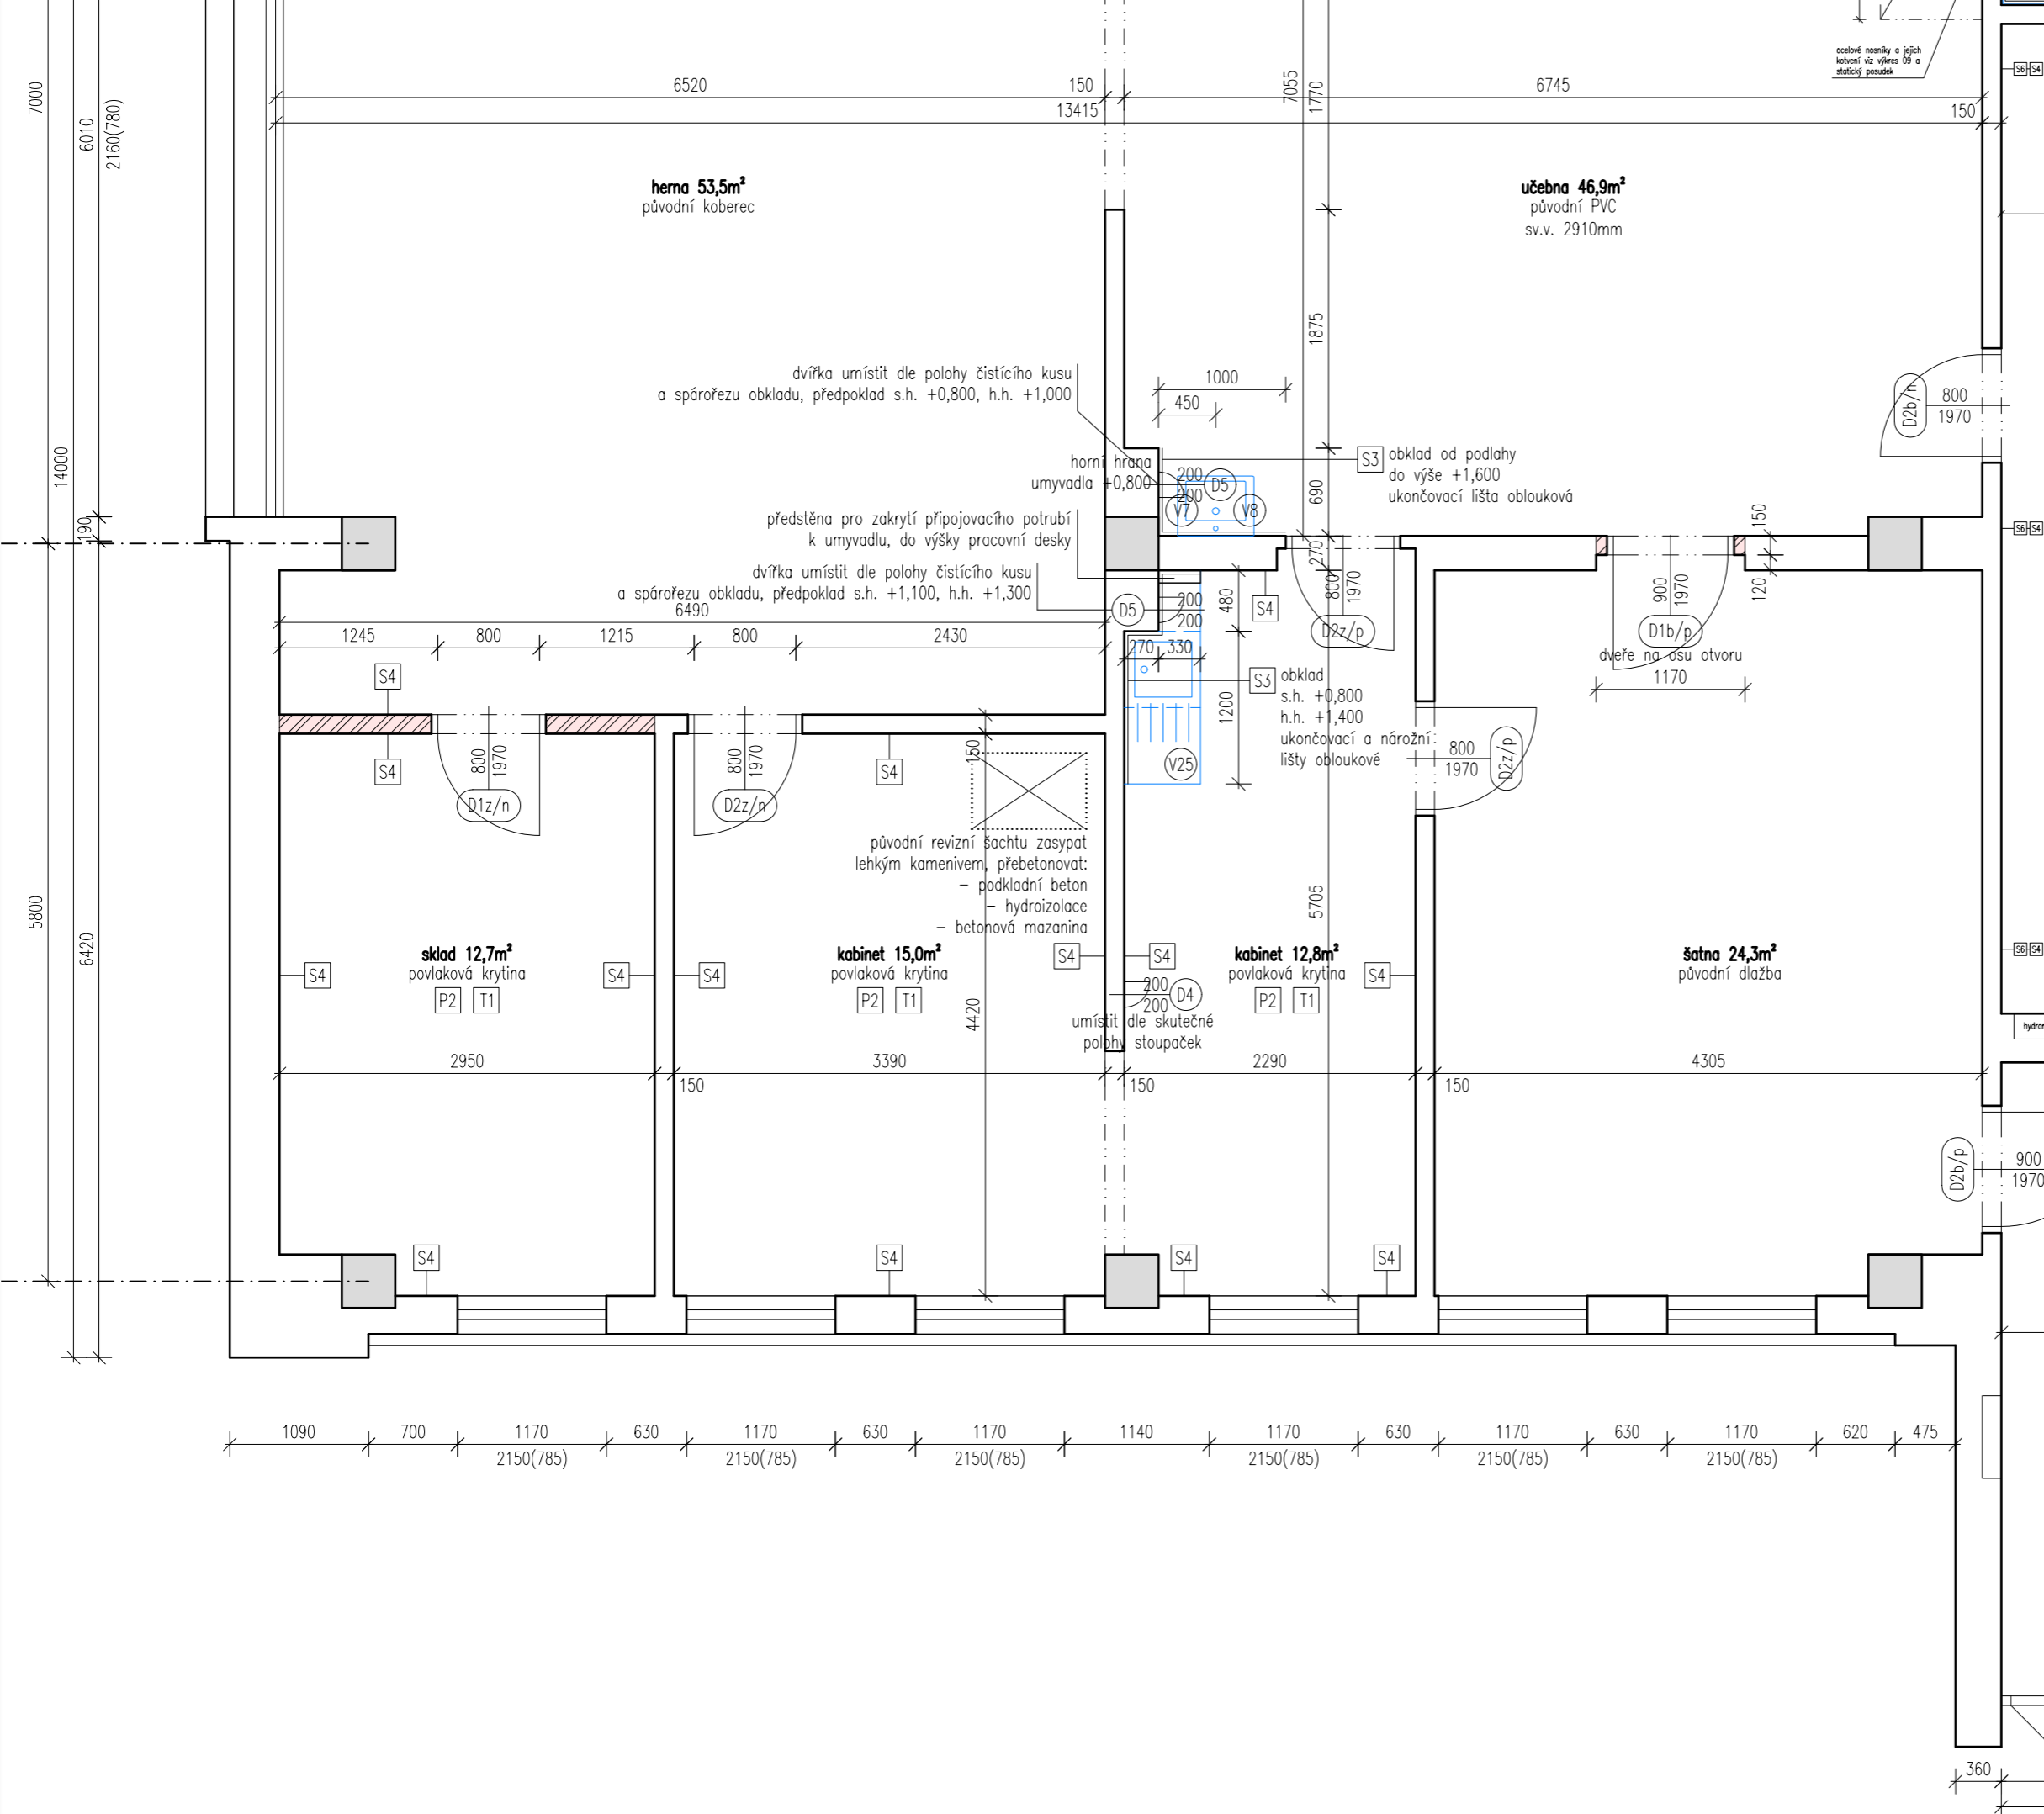 ocelové nosníky a jejich
kotvení viz výkres 09 a
statický posudek
S6 S4
7000
6010
2160(780)
6520
150
7055
1770
6745
13415
150
herna 53,5m²
původní koberec
učebna 46,9m²
původní PVC
sv.v. 2910mm
1875
dvířka umístit dle polohy čistícího kusu
a spárořezu obkladu, předpoklad s.h. +0,800, h.h. +1,000
1000
450
D2b/n
800
1970
14000
horní hrana
umyvadla +0,800
200
200
D5
V7
V8
690
S3
obklad od podlahy
do výše +1,600
ukončovací lišta oblouková
190
předstěna pro zakrytí připojovacího potrubí
k umyvadlu, do výšky pracovní desky
150
S6 S4
270
dvířka umístit dle polohy čistícího kusu
a spárořezu obkladu, předpoklad s.h. +1,100, h.h. +1,300
D5
200
200
480
S4
800
1970
900
1970
120
6490
1245
800
1215
800
2430
D2z/p
D1b/p
dveře na osu otvoru
1170
270
330
S4
S3
obklad
s.h. +0,800
h.h. +1,400
ukončovací a nárožní
lišty obloukové
1200
S4
800
1970
D1z/n
800
1970
D2z/n
S4
150
V25
800
1970
D2z/p
původní revizní šachtu zasypat
lehkým kamenivem, přebetonovat:
– podkladní beton
– hydroizolace
– betonová mazanina
5800
6420
5705
sklad 12,7m²
povlaková krytina
P2 T1
S4
S4
kabinet 15,0m²
povlaková krytina
P2 T1
S4
S4
S4
kabinet 12,8m²
povlaková krytina
P2 T1
S4
šatna 24,3m²
původní dlažba
S6 S4
4420
200
200
D4
umístit dle skutečné
polohy stoupaček
2950
150
3390
150
2290
150
4305
D2b/p
900
1970
S4
S4
S4
S4
1090
700
1170
2150(785)
630
1170
2150(785)
630
1170
2150(785)
1140
1170
2150(785)
630
1170
2150(785)
630
1170
2150(785)
620
475
360